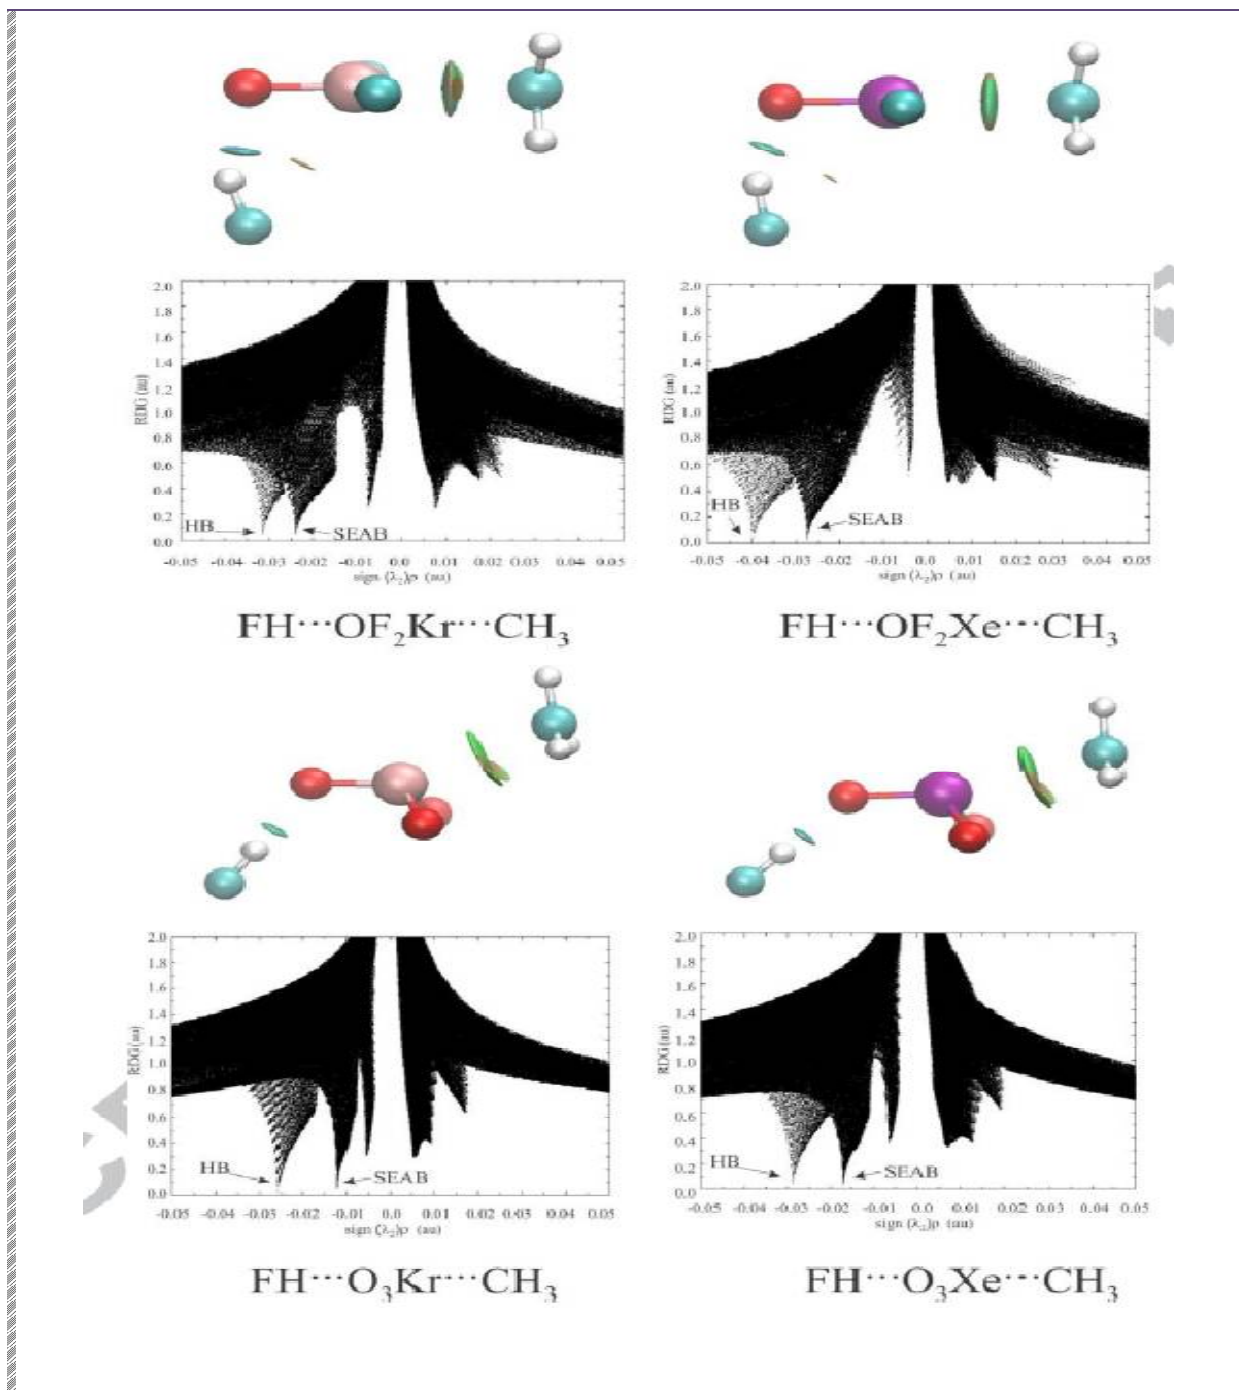 2.0 2.0
1.8 1.8
1.6 1.6
1.4 1.4
1.2 1.2
1.0 1.0
0.8 0.8
0.6 0.6
0.4 0.4
0.2 0.2
0.0 0.0
RDG (au) RDG (au)
HB SEAB HB SEAB
-0.05 -0.04 -0.03 -0.02 -0.01 0.0 0.01 0.02 0.03 0.04 0.05
-0.05 -0.04 -0.03 -0.02 -0.01 0.0 0.01 0.02 0.03 0.04 0.05
sign (λ₂)ρ (au) sign (λ₂)ρ (au)
FH···OF₂Kr···CH₃ FH···OF₂Xe···CH₃
2.0 2.0
1.8 1.8
1.6 1.6
1.4 1.4
1.2 1.2
1.0 1.0
0.8 0.8
0.6 0.6
0.4 0.4
0.2 0.2
0.0 0.0
RDG (au) RDG (au)
HB SEAB HB SEAB
-0.05 -0.04 -0.03 -0.02 -0.01 0.0 0.01 0.02 0.03 0.05
-0.05 -0.04 -0.03 -0.02 -0.01 0.0 0.01 0.02 0.03 0.04 0.05
sign (λ₂)ρ (au) sign (λ₂)ρ (au)
FH···O₃Kr···CH₃ FH···O₃Xe···CH₃